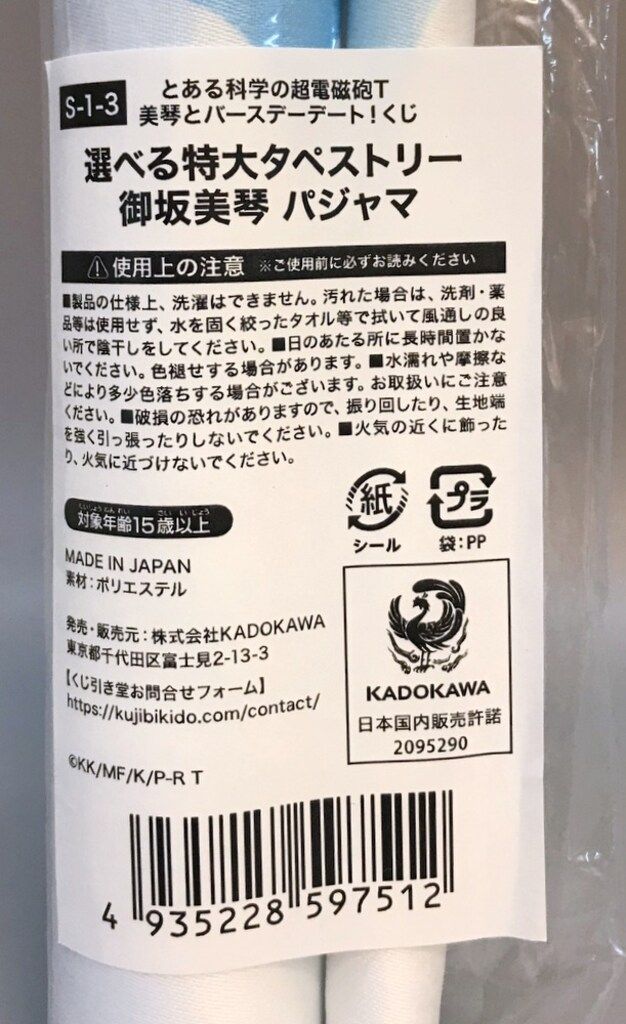 S-1-3
とある科学の超電磁砲T
美琴とバースデーデート!くじ
選べる特大タペストリー
御坂美琴 パジャマ
使用上の注意 ※ご使用前に必ずお読みください
■製品の仕様上、洗濯はできません。汚れた場合は、洗剤・薬
品等は使用せず、水を固く絞ったタオル等で拭いて風通しの良
い所で陰干しをしてください。■日のあたる所に長時間置かな
いでください。色褪せする場合があります。■水濡れや摩擦な
どにより多少色落ちする場合がございます。お取扱いにご注意
ください。■破損の恐れがありますので、振り回したり、生地端
を強く引っ張ったりしないでください。■火気の近くに飾った
り、火気に近づけないでください。
たいしょうねんれい さいいじょう
対象年齢15歳以上
紙
シール
プラ
袋:PP
MADE IN JAPAN
素材:ポリエステル
発売・販売元:株式会社KADOKAWA
東京都千代田区富士見2-13-3
【くじ引き堂お問合せフォーム】
https://kujibikido.com/contact/
KADOKAWA
日本国内販売許諾
2095290
©KK/MF/K/P-R T
4 935228 597512